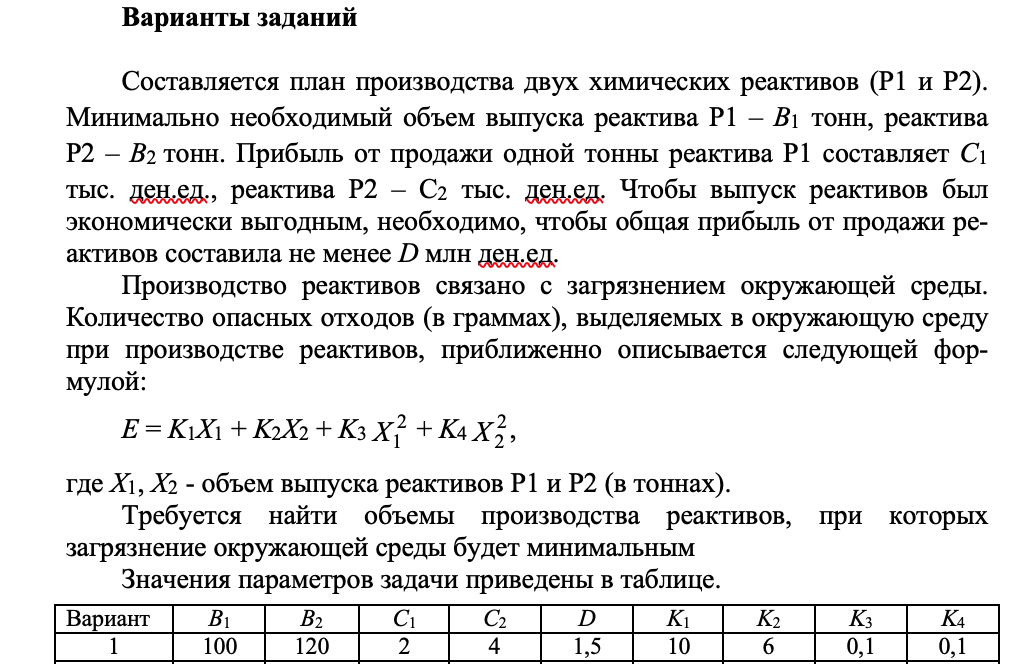 Варианты заданий
Составляется план производства двух химических реактивов (Р1 и Р2).
Минимально необходимый объем выпуска реактива Р1 – B1 тонн, реактива
Р2 – B2 тонн. Прибыль от продажи одной тонны реактива Р1 составляет C1
тыс. ден.ед., реактива Р2 – С2 тыс. ден.ед. Чтобы выпуск реактивов был
экономически выгодным, необходимо, чтобы общая прибыль от продажи ре-
активов составила не менее D млн ден.ед.
Производство реактивов связано с загрязнением окружающей среды.
Количество опасных отходов (в граммах), выделяемых в окружающую среду
при производстве реактивов, приближенно описывается следующей фор-
мулой:
E = K1X1 + K2X2 + K3 X₁² + K4 X₂²,
где X1, X2 - объем выпуска реактивов Р1 и Р2 (в тоннах).
Требуется найти объемы производства реактивов, при которых
загрязнение окружающей среды будет минимальным
Значения параметров задачи приведены в таблице.
Вариант B1 B2 C1 C2 D K1 K2 K3 K4
1 100 120 2 4 1,5 10 6 0,1 0,1